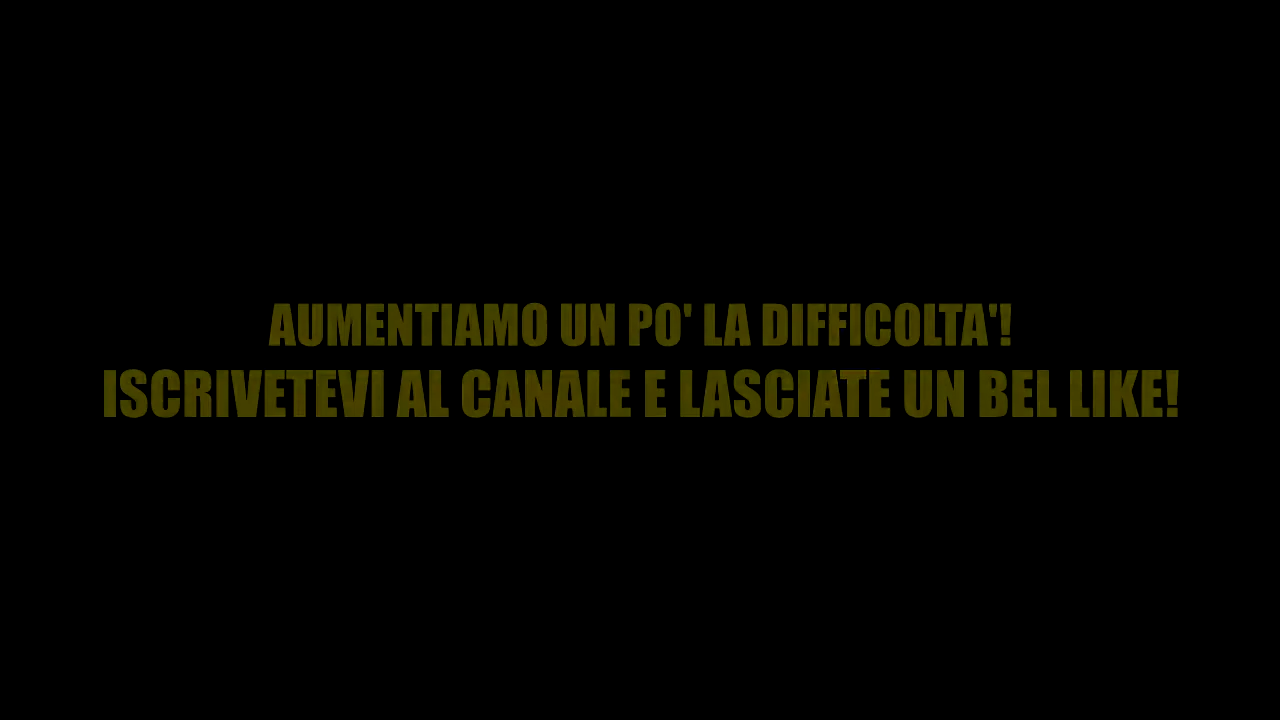 AUMENTIAMO UN PO' LA DIFFICOLTA'!
ISCRIVETEVI AL CANALE E LASCIATE UN BEL LIKE!